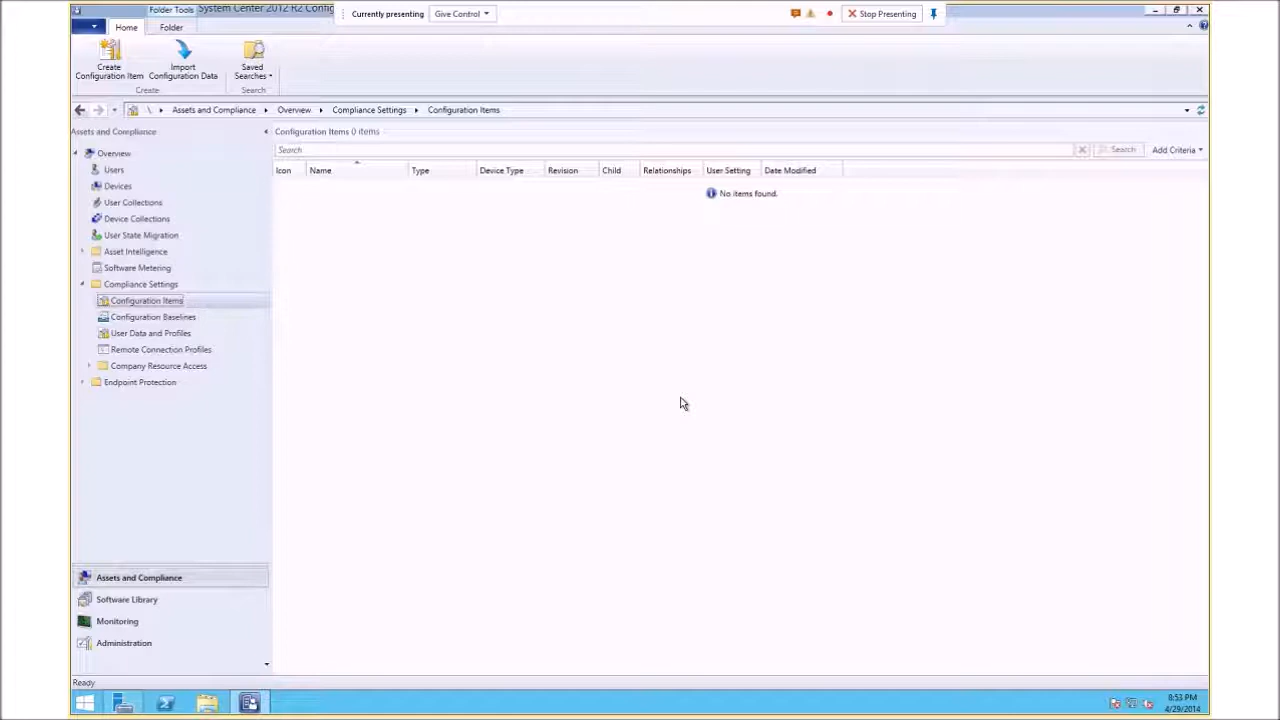 Folder Tools
System Center 2012 R2 Config
Currently presenting
Give Control
Stop Presenting
Home
Folder
Create
Configuration Item
Import
Configuration Data
Saved
Searches
Create
Search
\ Assets and Compliance
Overview
Compliance Settings
Configuration Items
Assets and Compliance
Configuration Items 0 items
Search
Search
Add Criteria
Icon
Name
Type
Device Type
Revision
Child
Relationships
User Setting
Date Modified
No items found.
Overview
Users
Devices
User Collections
Device Collections
User State Migration
Asset Intelligence
Software Metering
Compliance Settings
Configuration Items
Configuration Baselines
User Data and Profiles
Remote Connection Profiles
Company Resource Access
Endpoint Protection
Assets and Compliance
Software Library
Monitoring
Administration
Ready
8:53 PM
4/29/2014